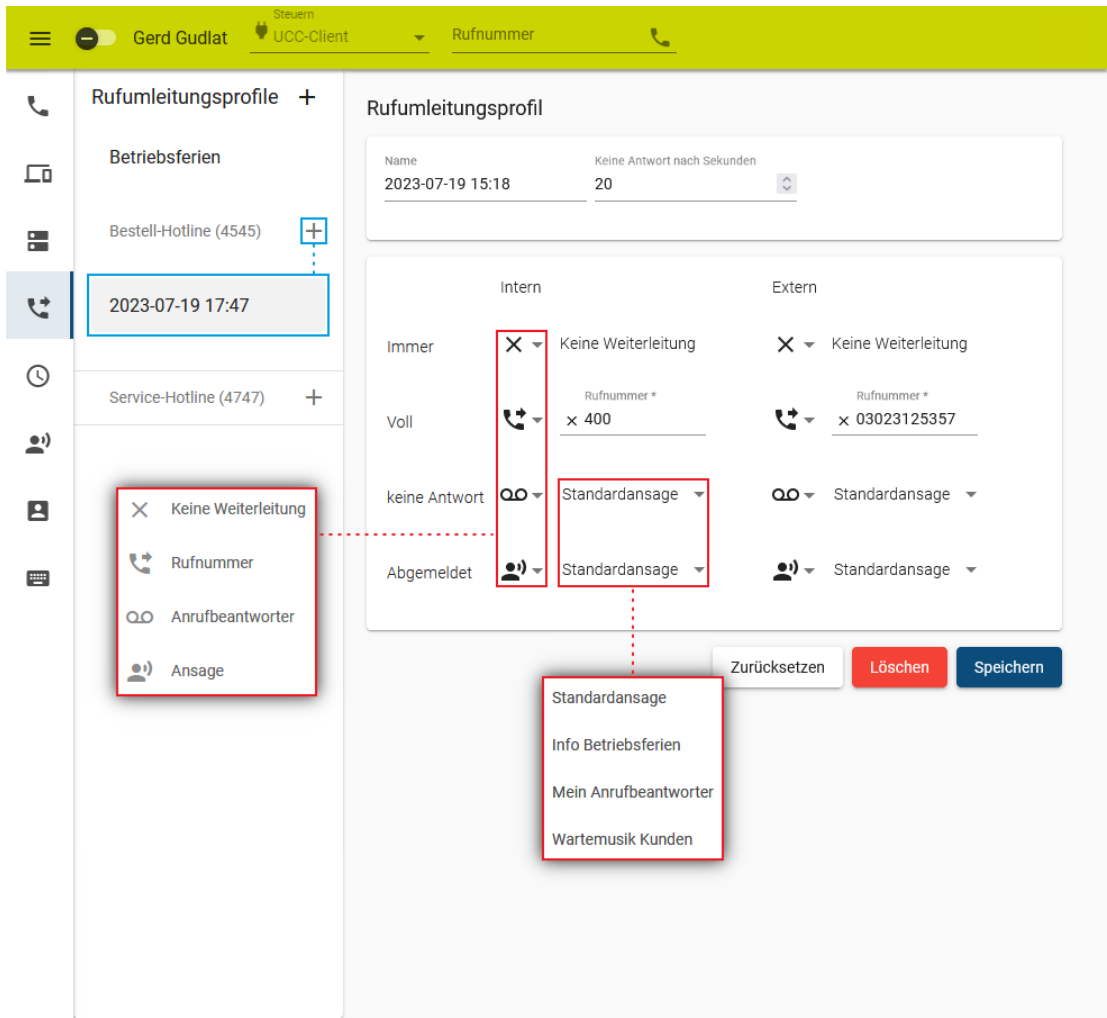 Gerd Gudlat
Steuern
UCC-Client
Rufnummer
Rufumleitungsprofile
Betriebsferien
Bestell-Hotline (4545)
2023-07-19 17:47
Service-Hotline (4747)
Keine Weiterleitung
Rufnummer
Anrufbeantworter
Ansage
Rufumleitungsprofil
Name
2023-07-19 15:18
Keine Antwort nach Sekunden
20
Intern
Extern
Immer
Keine Weiterleitung
Keine Weiterleitung
Voll
Rufnummer *
400
Rufnummer *
03023125357
keine Antwort
Standardansage
Standardansage
Abgemeldet
Standardansage
Standardansage
Zurücksetzen
Löschen
Speichern
Standardansage
Info Betriebsferien
Mein Anrufbeantworter
Wartemusik Kunden